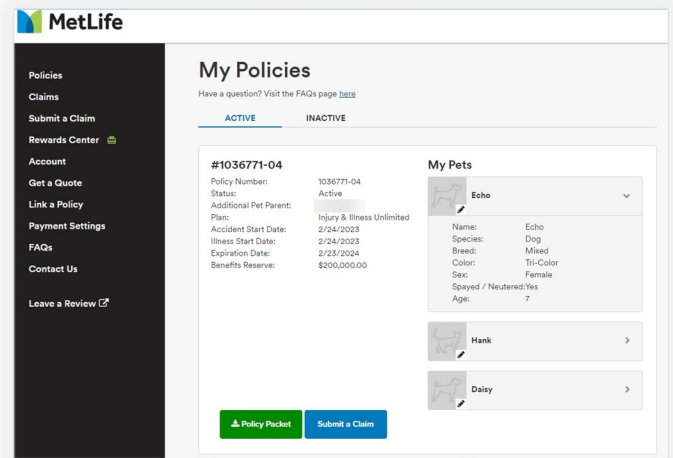 MetLife
Policies
Claims
Submit a Claim
Rewards Center
Account
Get a Quote
Link a Policy
Payment Settings
FAQs
Contact Us
Leave a Review
My Policies
Have a question? Visit the FAQs page here
ACTIVE INACTIVE
#1036771-04
Policy Number: 1036771-04
Status: Active
Additional Pet Parent:
Plan: Injury & Illness Unlimited
Accident Start Date: 2/24/2023
Illness Start Date: 2/24/2023
Expiration Date: 2/23/2024
Benefits Reserve: $200,000.00
Policy Packet Submit a Claim
My Pets
Echo
Name: Echo
Species: Dog
Breed: Mixed
Color: Tri-Color
Sex: Female
Spayed / Neutered:Yes
Age: 7
Hank
Daisy